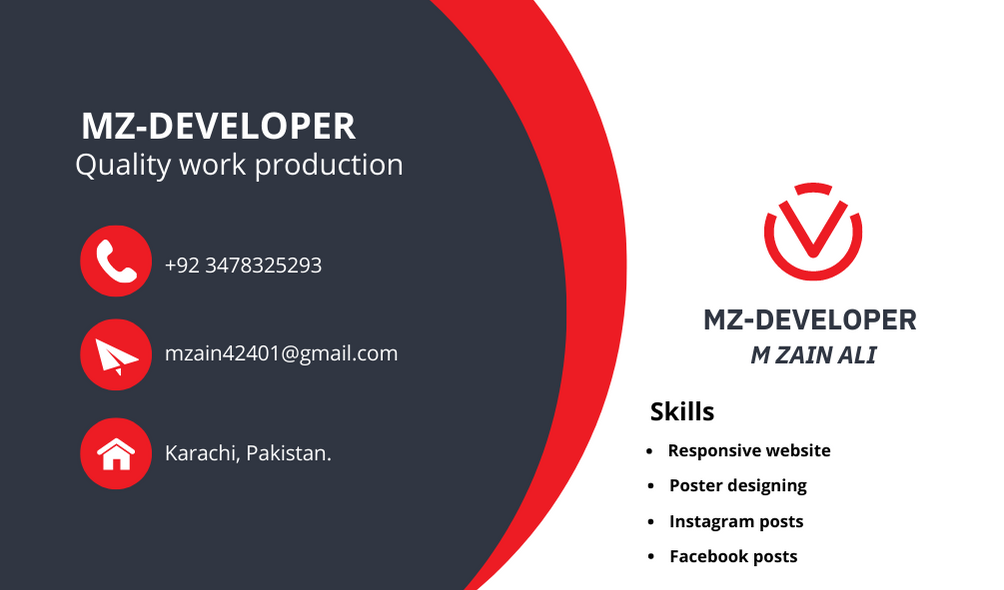 MZ-DEVELOPER
Quality work production
+92 3478325293
mzain42401@gmail.com
Karachi, Pakistan.
MZ-DEVELOPER
M ZAIN ALI
Skills
• Responsive website
• Poster designing
• Instagram posts
• Facebook posts